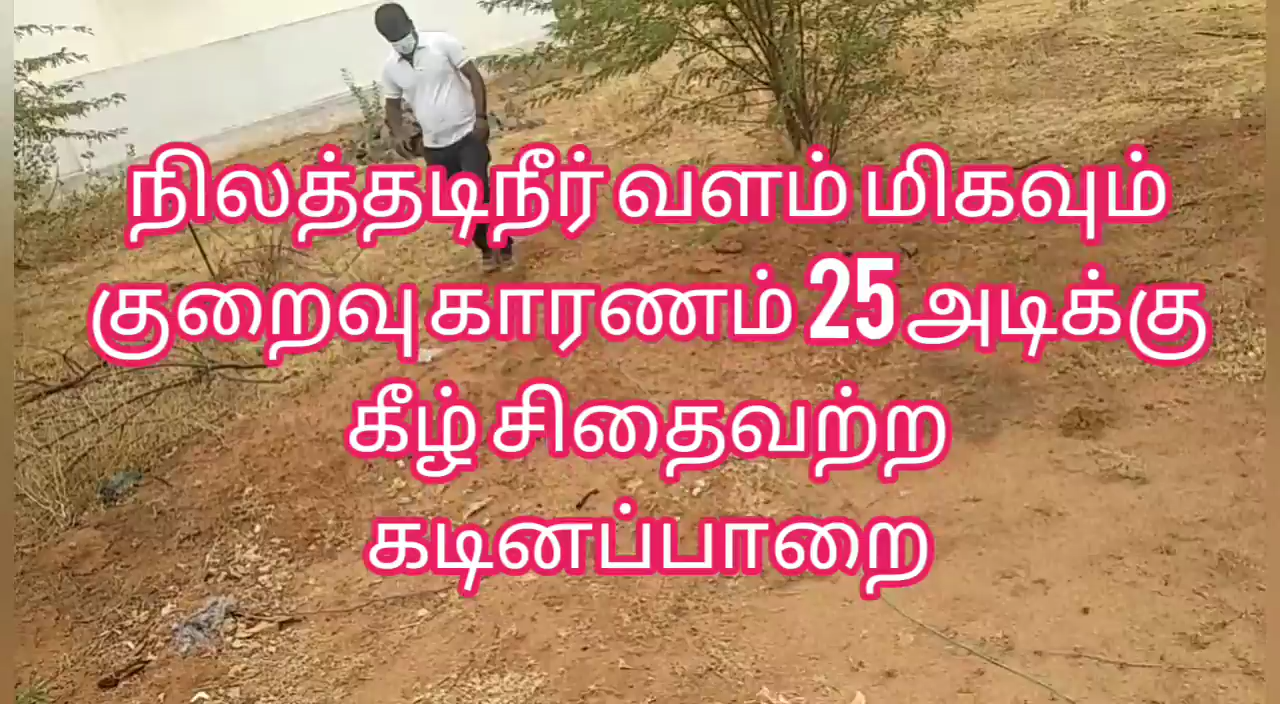 நிலத்தடிநீர் வளம் மிகவும்
குறைவு காரணம் 25 அடிக்கு
கீழ் சிதைவற்ற
கடினப்பாறை